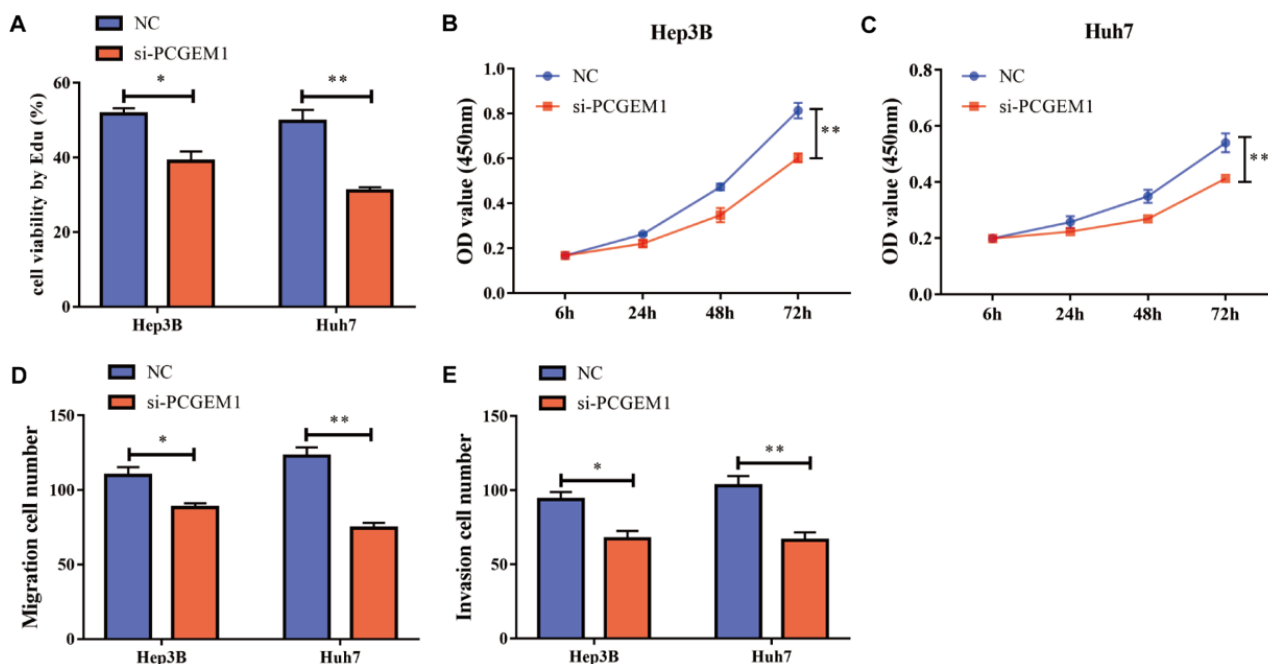 A
NC
si-PCGEM1
cell viability by Edu (%)
60
40
20
0
*
**
Hep3B
Huh7
B
Hep3B
NC
si-PCGEM1
OD value (450nm)
1.0
0.8
0.6
0.4
0.2
0.0
**
6h
24h
48h
72h
C
Huh7
NC
si-PCGEM1
OD value (450nm)
0.8
0.6
0.4
0.2
0.0
**
6h
24h
48h
72h
D
NC
si-PCGEM1
Migration cell number
150
100
50
0
*
**
Hep3B
Huh7
E
NC
si-PCGEM1
Invasion cell number
150
100
50
0
*
**
Hep3B
Huh7